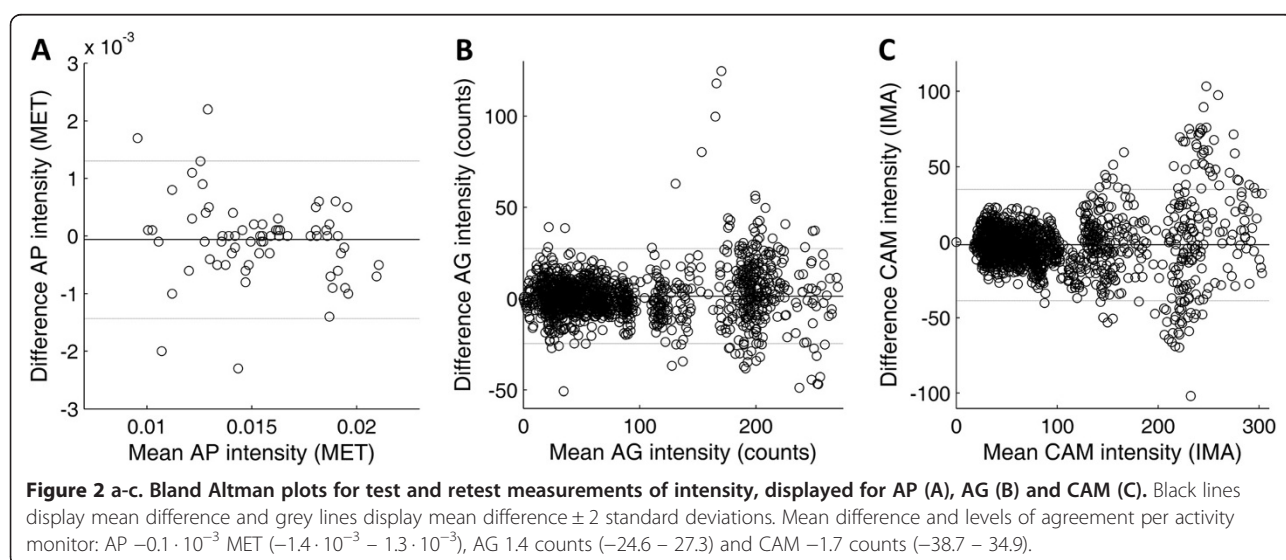 A
x 10-3
3
2
1
0
-1
-2
-3
0.01 0.015 0.02
Difference AP intensity (MET)
Mean AP intensity (MET)
B
100
50
0
-50
0 100 200
Difference AG intensity (counts)
Mean AG intensity (counts)
C
100
50
0
-50
-100
0 100 200 300
Difference CAM intensity (IMA)
Mean CAM intensity (IMA)
Figure 2 a-c. Bland Altman plots for test and retest measurements of intensity, displayed for AP (A), AG (B) and CAM (C). Black lines
display mean difference and grey lines display mean difference ± 2 standard deviations. Mean difference and levels of agreement per activity
monitor: AP −0.1 · 10−3 MET (−1.4 · 10−3 – 1.3 · 10−3), AG 1.4 counts (−24.6 – 27.3) and CAM −1.7 counts (−38.7 – 34.9).